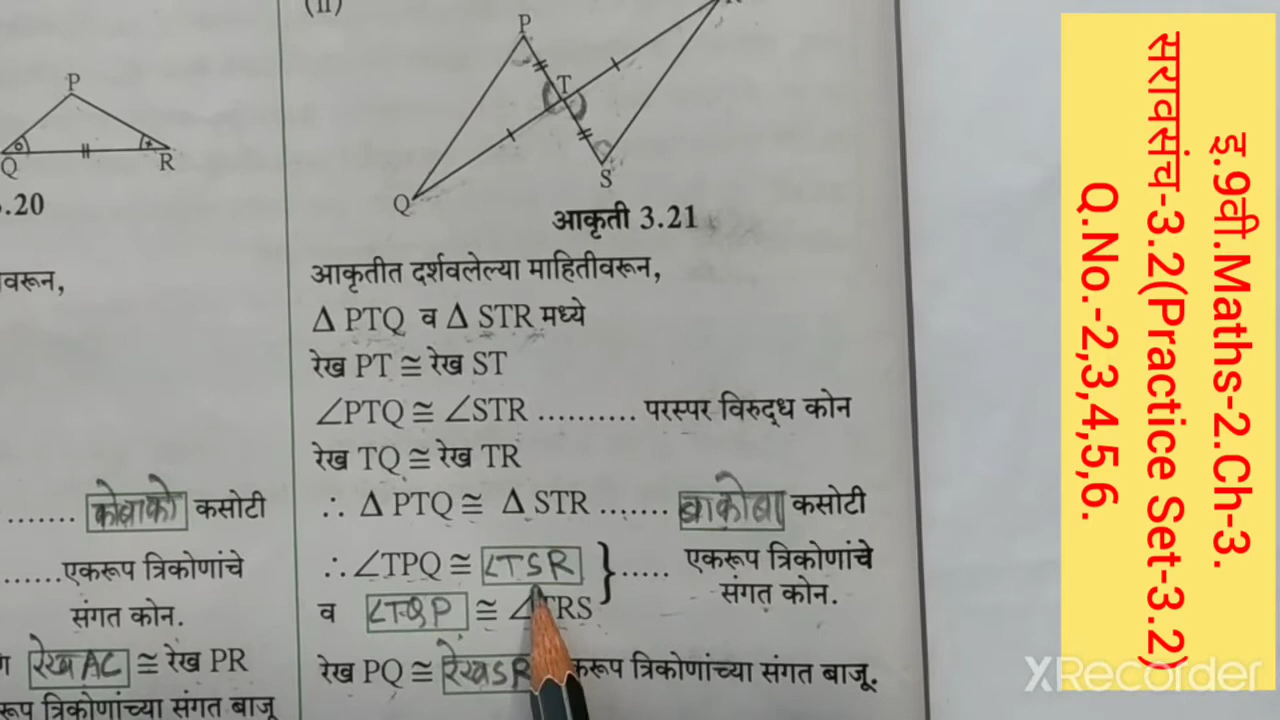 (ii)
P
Q
R
.20
वरून,
....... कोबाको कसोटी
......एकरूप त्रिकोणांचे
संगत कोन.
रेख AC ≅ रेख PR
रूप त्रिकोणांच्या संगत बाजू
P
T
S
Q
आकृती 3.21
आकृतीत दर्शवलेल्या माहितीवरून,
Δ PTQ व Δ STR मध्ये
रेख PT ≅ रेख ST
∠PTQ ≅ ∠STR .......... परस्पर विरुद्ध कोन
रेख TQ ≅ रेख TR
∴ Δ PTQ ≅ Δ STR ....... बाकोबा कसोटी
∴ ∠TPQ ≅ ∠TSR } ..... एकरूप त्रिकोणांचे
व ∠TQP ≅ ∠TRS संगत कोन.
रेख PQ ≅ रेख SR करूप त्रिकोणांच्या संगत बाजू.
इ.9वी.Maths-2.Ch-3.
सरावसंच-3.2(Practice Set-3.2)
Q.No.-2,3,4,5,6.
XRecorder